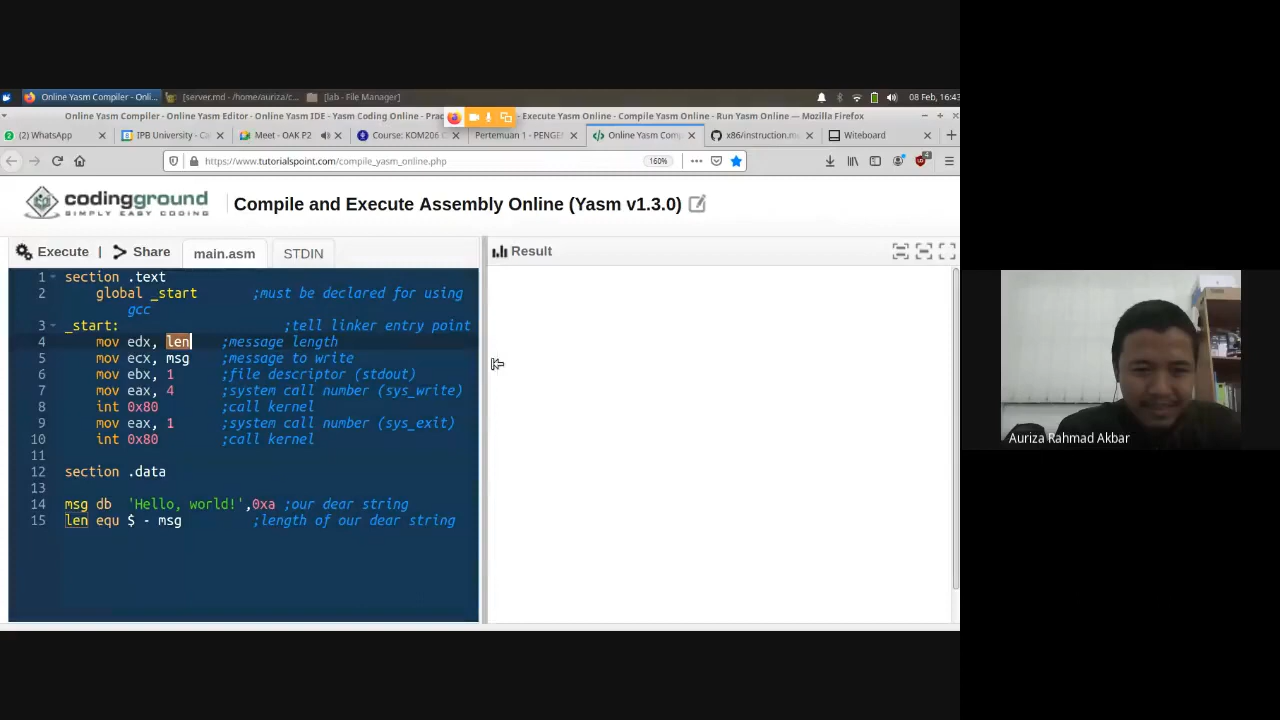 Online Yasm Compiler - Onli...
[server.md - /home/auriza/c...
[lab - File Manager]
08 Feb, 16:43
Online Yasm Compiler - Online Yasm Editor - Online Yasm IDE - Yasm Coding Online - Prac
Execute Yasm Online - Compile Yasm Online - Run Yasm Online — Mozilla Firefox
(2) WhatsApp
IPB University - Ca
Meet - OAK P2
Course: KOM206 c
Pertemuan 1 - PENGE
Online Yasm Comp
x86/instruction.m
Witeboard
https://www.tutorialspoint.com/compile_yasm_online.php
160%
4
codingground
SIMPLY EASY CODING
Compile and Execute Assembly Online (Yasm v1.3.0)
Execute | Share
main.asm
STDIN
Result
1 section .text
2 global _start ;must be declared for using
gcc
3 _start: ;tell linker entry point
4 mov edx, len ;message length
5 mov ecx, msg ;message to write
6 mov ebx, 1 ;file descriptor (stdout)
7 mov eax, 4 ;system call number (sys_write)
8 int 0x80 ;call kernel
9 mov eax, 1 ;system call number (sys_exit)
10 int 0x80 ;call kernel
11
12 section .data
13
14 msg db 'Hello, world!',0xa ;our dear string
15 len equ $ - msg ;length of our dear string
Auriza Rahmad Akbar